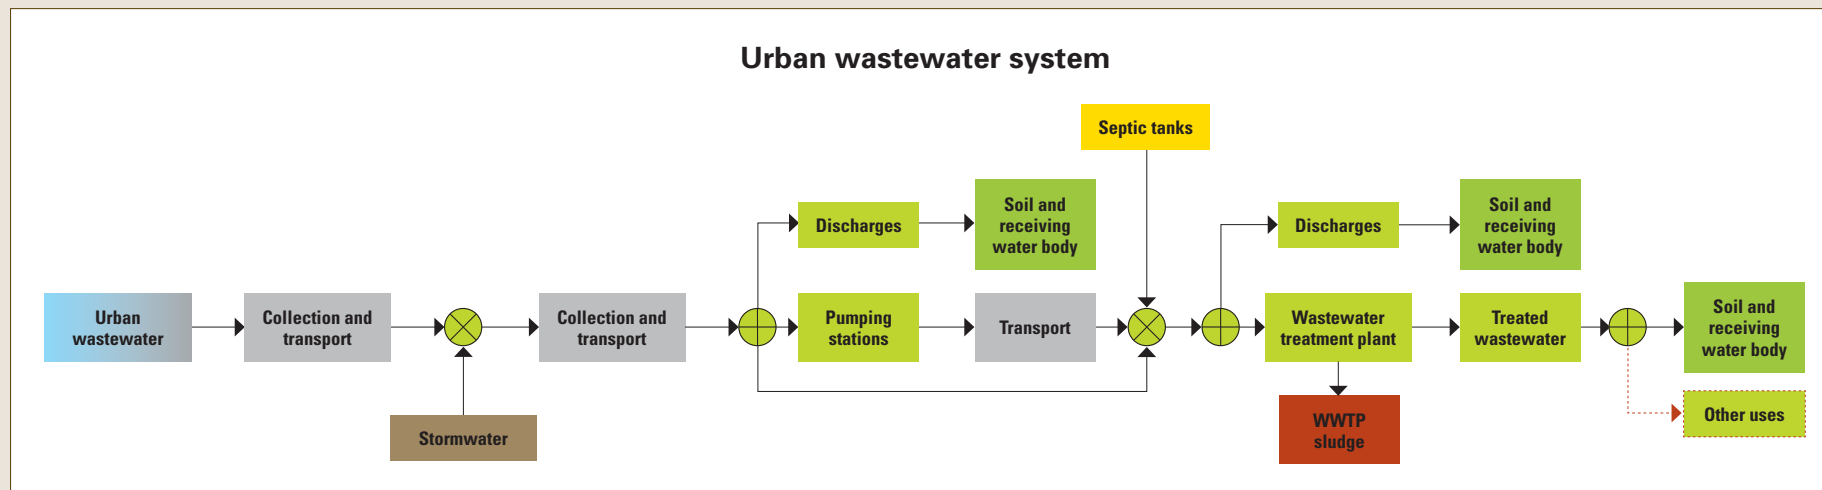 Urban wastewater system
Septic tanks
Discharges
Soil and
receiving
water body
Discharges
Soil and
receiving
water body
Urban
wastewater
Collection and
transport
Collection and
transport
Pumping
stations
Transport
Wastewater
treatment plant
Treated
wastewater
Soil and
receiving
water body
Stormwater
WWTP
sludge
Other uses